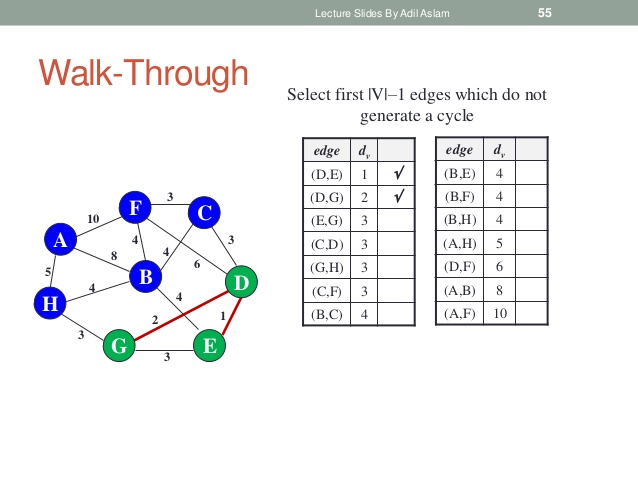 Lecture Slides By Adil Aslam 55
Walk-Through
Select first |V|–1 edges which do not
generate a cycle
edge dv
(D,E) 1 √
(D,G) 2 √
(E,G) 3
(C,D) 3
(G,H) 3
(C,F) 3
(B,C) 4
edge dv
(B,E) 4
(B,F) 4
(B,H) 4
(A,H) 5
(D,F) 6
(A,B) 8
(A,F) 10
3
F
C
10
A
4
3
8
4
6
5
B
D
4
H
4
2
1
3
G
E
3